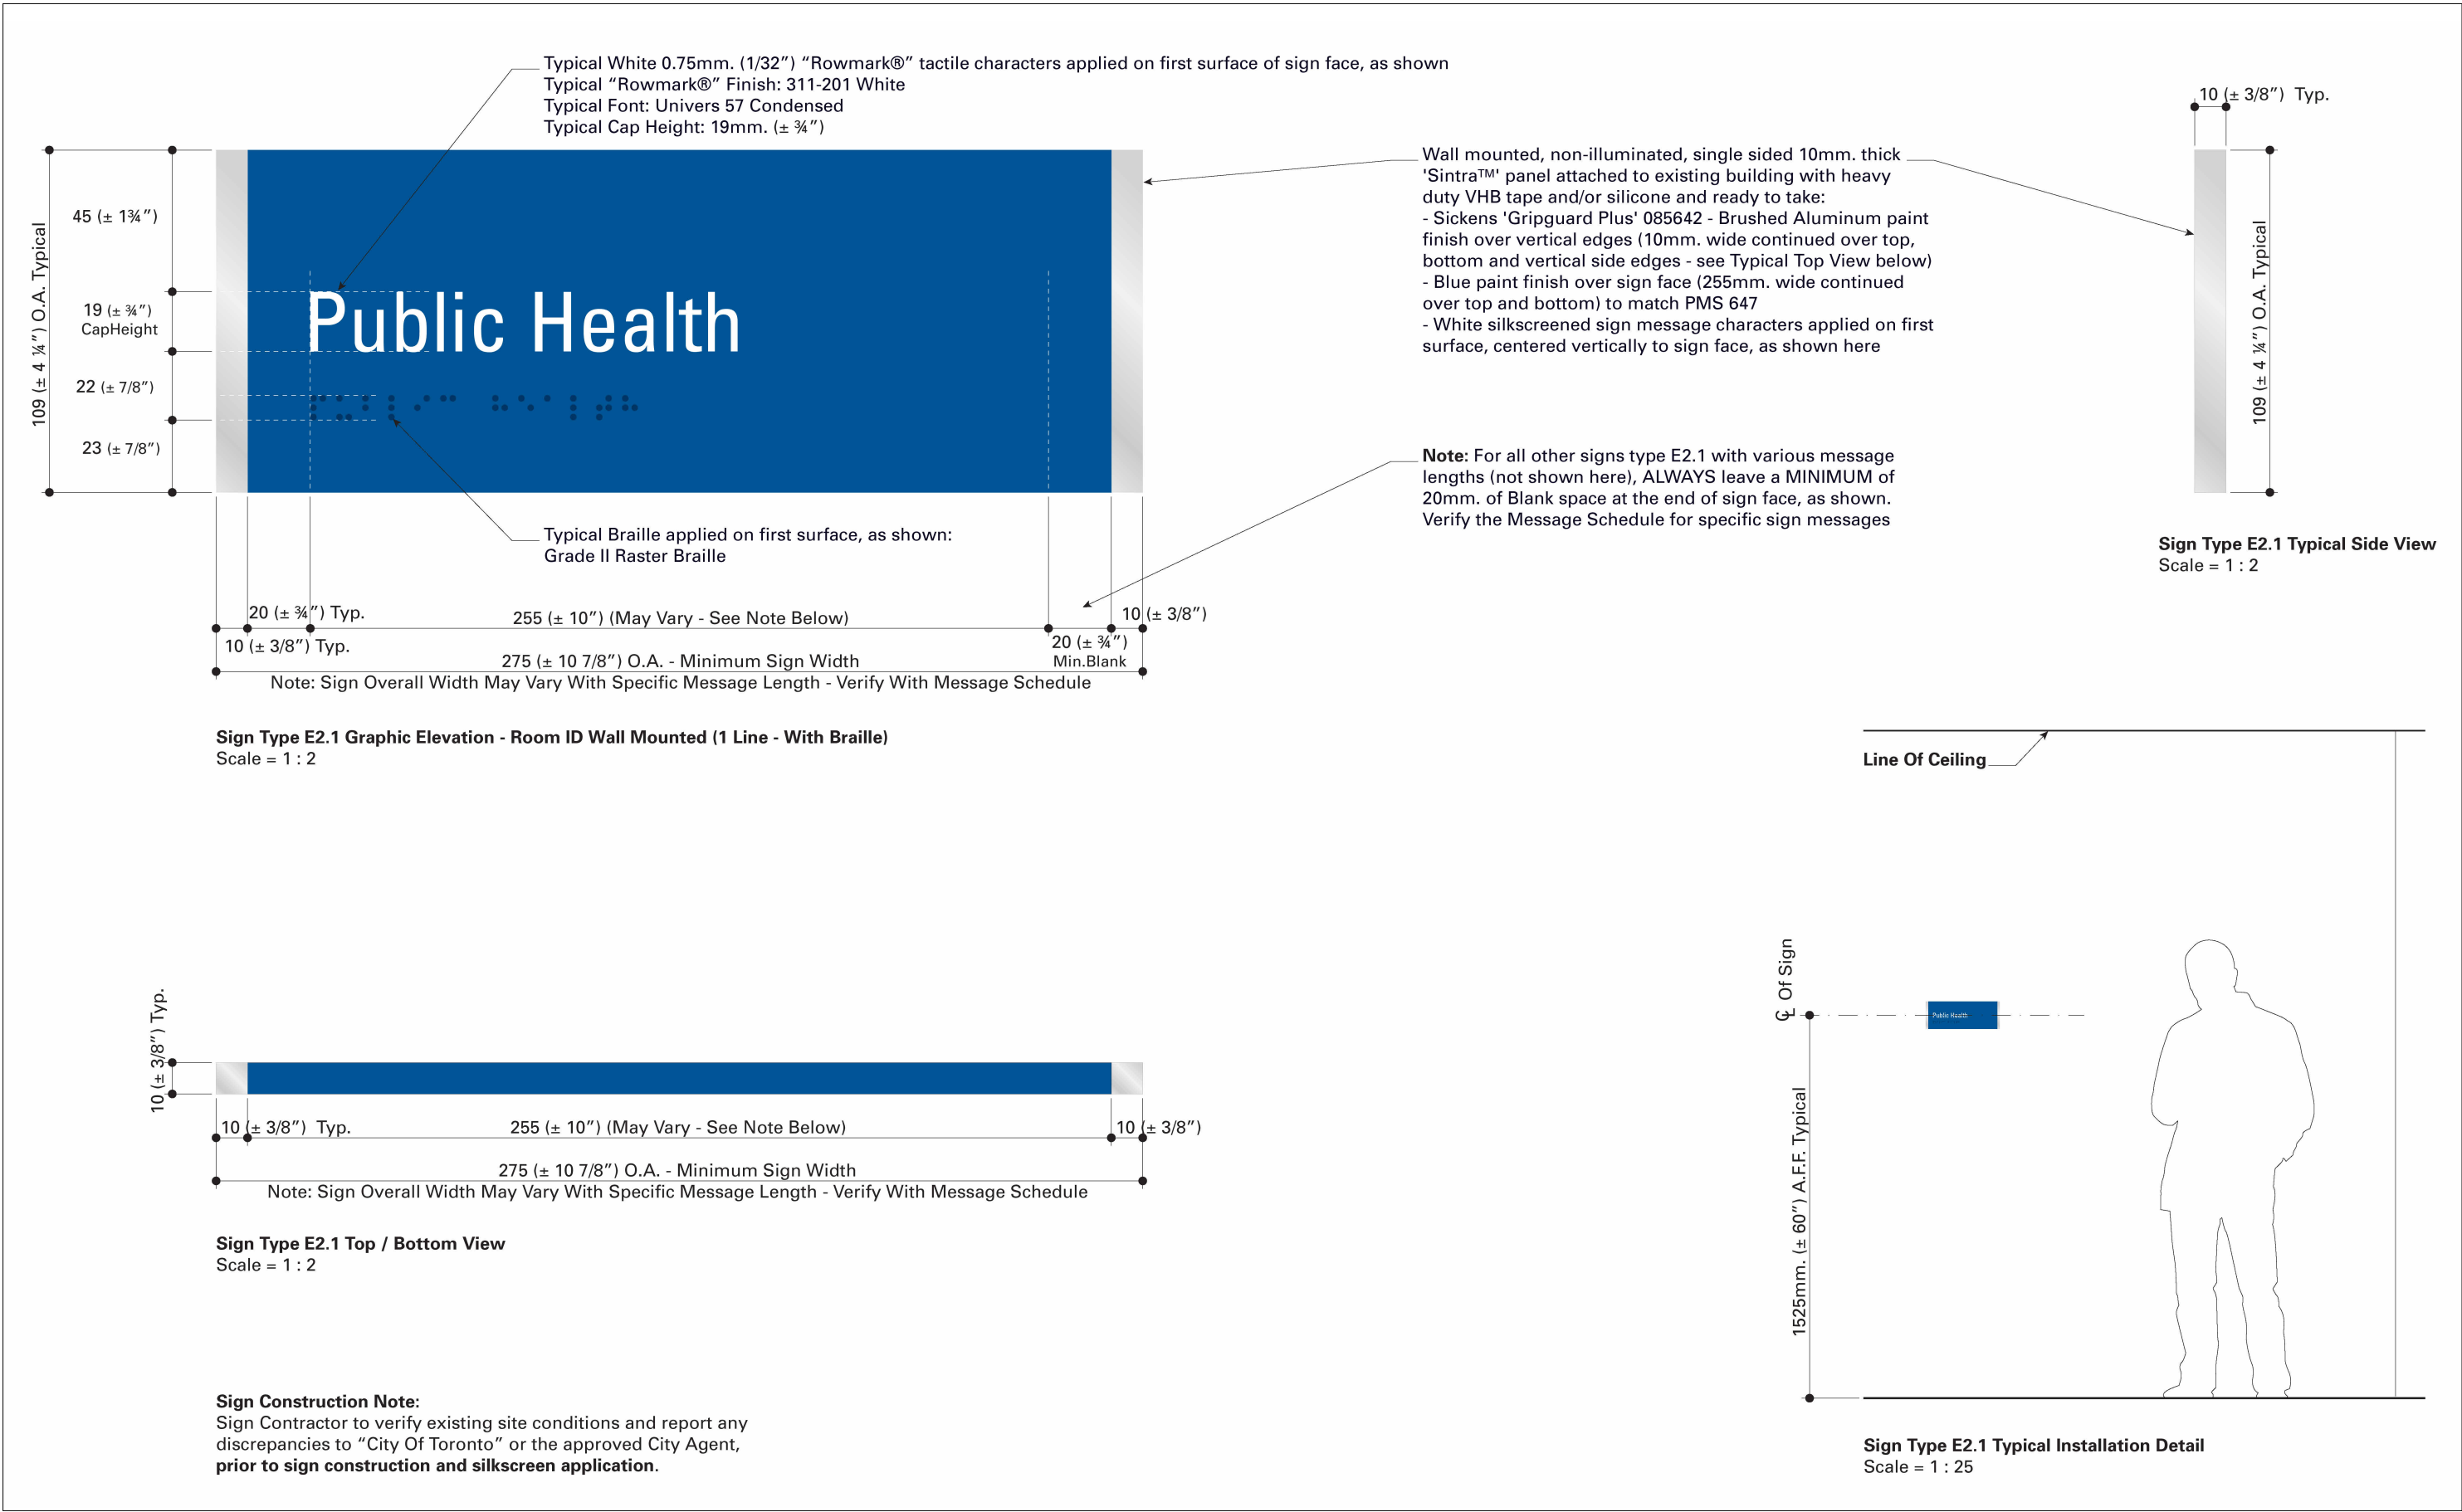 Typical White 0.75mm. (1/32”) “Rowmark®” tactile characters applied on first surface of sign face, as shown
Typical “Rowmark®” Finish: 311-201 White
Typical Font: Univers 57 Condensed
Typical Cap Height: 19mm. (± ¾”)
109 (± 4 ¼”) O.A. Typical
45 (± 1¾”)
19 (± ¾”)
CapHeight
22 (± 7/8”)
23 (± 7/8”)
Public Health
Typical Braille applied on first surface, as shown:
Grade II Raster Braille
20 (± ¾”) Typ.
10 (± 3/8”) Typ.
255 (± 10”) (May Vary - See Note Below)
20 (± ¾”)
Min.Blank
10 (± 3/8”)
275 (± 10 7/8”) O.A. - Minimum Sign Width
Note: Sign Overall Width May Vary With Specific Message Length - Verify With Message Schedule
Sign Type E2.1 Graphic Elevation - Room ID Wall Mounted (1 Line - With Braille)
Scale = 1 : 2
Wall mounted, non-illuminated, single sided 10mm. thick
'Sintra™' panel attached to existing building with heavy
duty VHB tape and/or silicone and ready to take:
- Sickens 'Gripguard Plus' 085642 - Brushed Aluminum paint
finish over vertical edges (10mm. wide continued over top,
bottom and vertical side edges - see Typical Top View below)
- Blue paint finish over sign face (255mm. wide continued
over top and bottom) to match PMS 647
- White silkscreened sign message characters applied on first
surface, centered vertically to sign face, as shown here
Note: For all other signs type E2.1 with various message
lengths (not shown here), ALWAYS leave a MINIMUM of
20mm. of Blank space at the end of sign face, as shown.
Verify the Message Schedule for specific sign messages
10 (± 3/8”) Typ.
109 (± 4 ¼”) O.A. Typical
Sign Type E2.1 Typical Side View
Scale = 1 : 2
10 (± 3/8”) Typ.
10 (± 3/8”) Typ.
255 (± 10”) (May Vary - See Note Below)
10 (± 3/8”)
275 (± 10 7/8”) O.A. - Minimum Sign Width
Note: Sign Overall Width May Vary With Specific Message Length - Verify With Message Schedule
Sign Type E2.1 Top / Bottom View
Scale = 1 : 2
Sign Construction Note:
Sign Contractor to verify existing site conditions and report any
discrepancies to “City Of Toronto” or the approved City Agent,
prior to sign construction and silkscreen application.
Line Of Ceiling
℄ Of Sign
Public Health
1525mm. (± 60”) A.F.F. Typical
Sign Type E2.1 Typical Installation Detail
Scale = 1 : 25